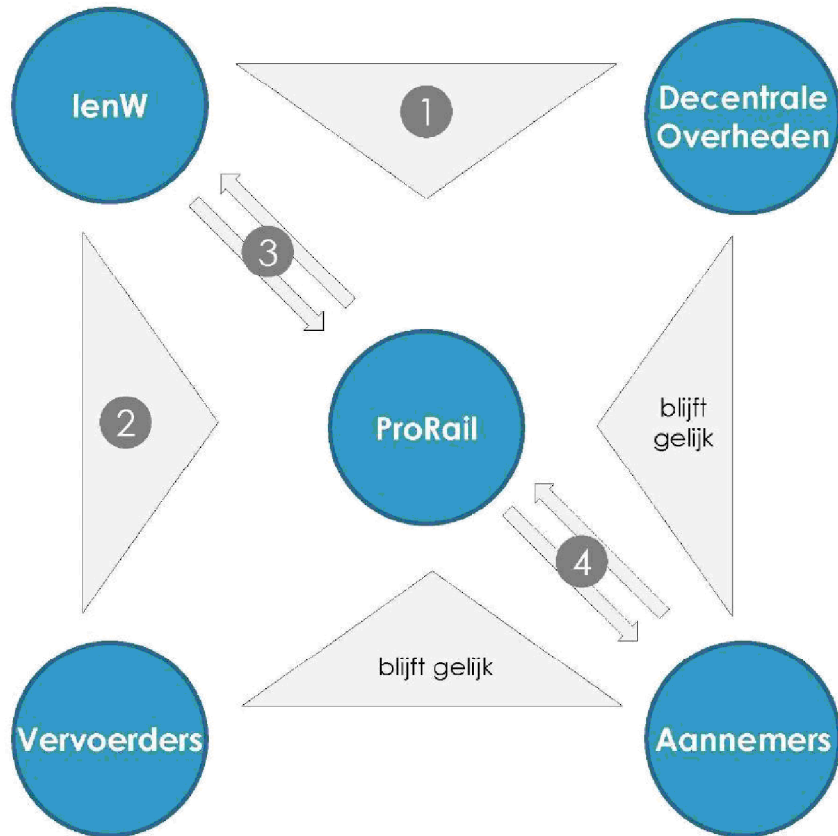 IenW
1
Decentrale
Overheden
3
2
ProRail
blijft
gelijk
4
blijft gelijk
Vervoerders
Aannemers